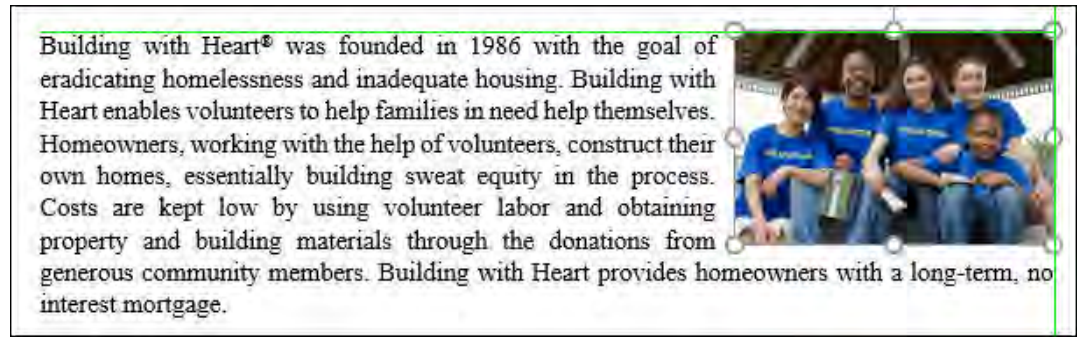 Building with Heart® was founded in 1986 with the goal of
eradicating homelessness and inadequate housing. Building with
Heart enables volunteers to help families in need help themselves.
Homeowners, working with the help of volunteers, construct their
own homes, essentially building sweat equity in the process.
Costs are kept low by using volunteer labor and obtaining
property and building materials through the donations from
generous community members. Building with Heart provides homeowners with a long-term, no
interest mortgage.